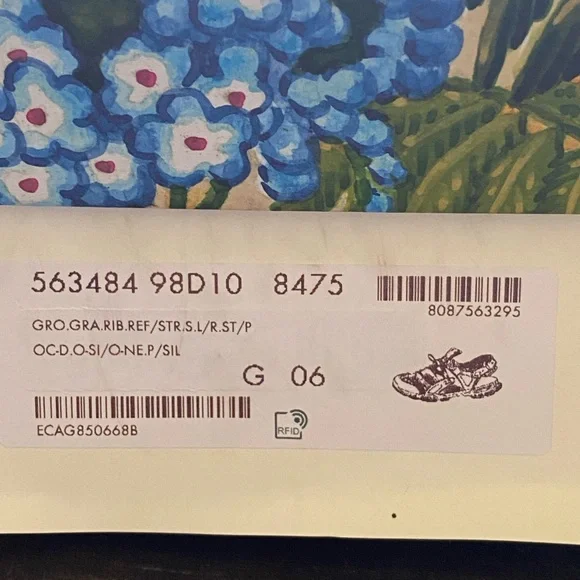 563484 98D10 8475
8087563295
GRO.GRA.RIB.REF/STR.S.L/R.ST/P
OC-D.O-SI/O-NE.P/SIL
G 06
ECAG850668B
RFID